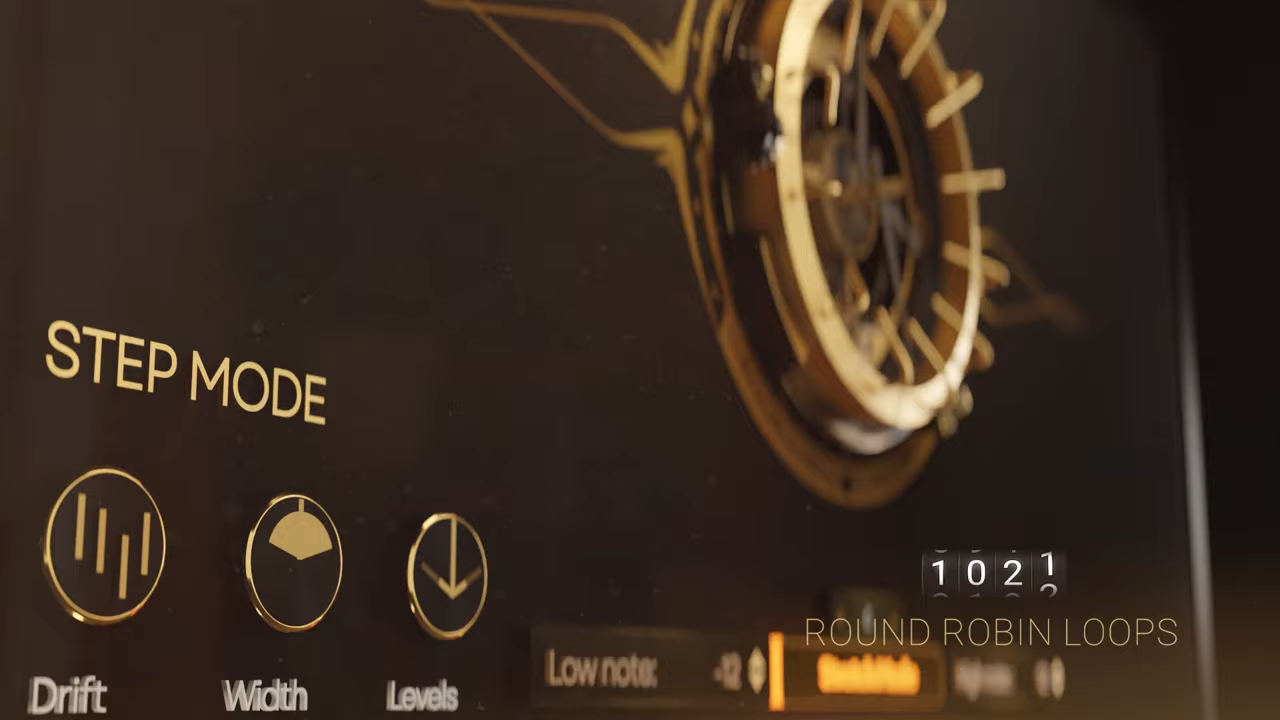 STEP MODE
1021
ROUND ROBIN LOOPS
Low note: -12
Drift Width Levels